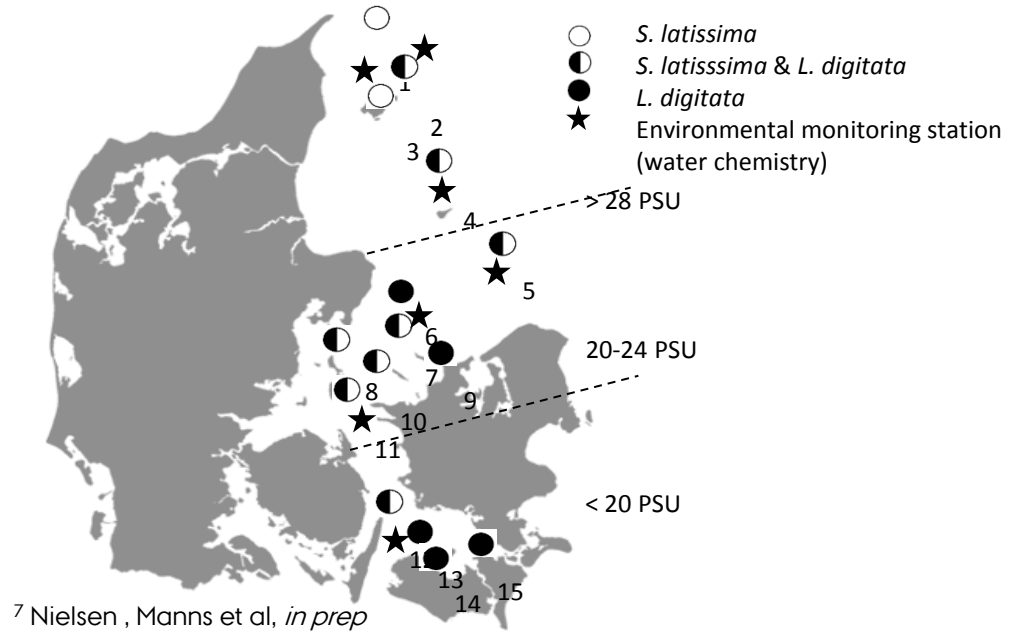 S. latissima
S. latisssima & L. digitata
L. digitata
Environmental monitoring station
(water chemistry)
1
2
3
> 28 PSU
4
5
6
20-24 PSU
7
8
9
10
11
< 20 PSU
12
13
15
14
⁷ Nielsen , Manns et al, in prep